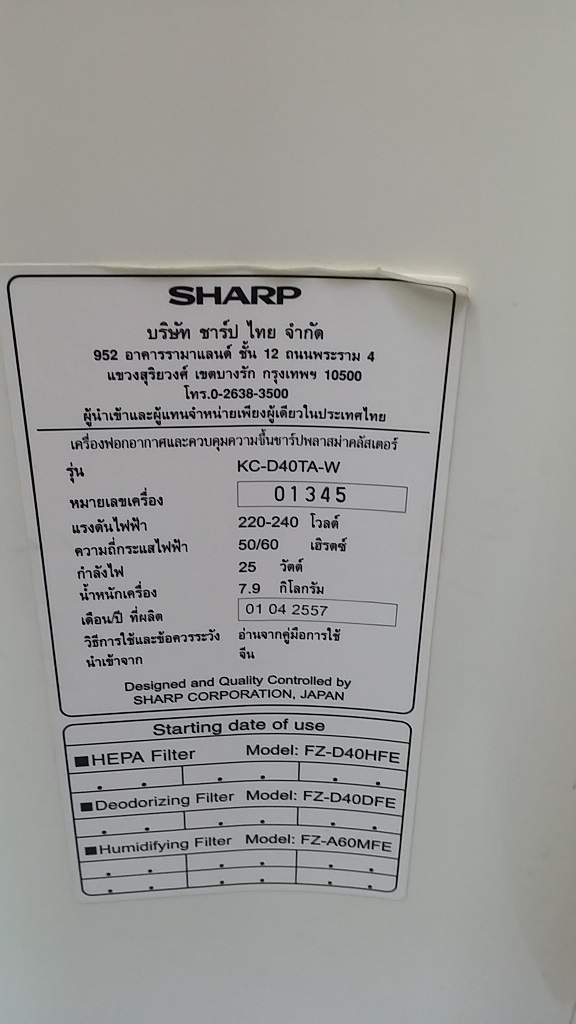 SHARP
บริษัท ชาร์ป ไทย จำกัด
952 อาคารรามาแลนด์ ชั้น 12 ถนนพระราม 4
แขวงสุริยวงศ์ เขตบางรัก กรุงเทพฯ 10500
โทร.0-2638-3500
ผู้นำเข้าและผู้แทนจำหน่ายเพียงผู้เดียวในประเทศไทย
เครื่องฟอกอากาศและควบคุมความชื้นชาร์ปพลาสม่าคลัสเตอร์
รุ่น KC-D40TA-W
หมายเลขเครื่อง 01345
แรงดันไฟฟ้า 220-240 โวลต์
ความถี่กระแสไฟฟ้า 50/60 เฮิรตซ์
กำลังไฟ 25 วัตต์
น้ำหนักเครื่อง 7.9 กิโลกรัม
เดือน/ปี ที่ผลิต 01 04 2557
วิธีการใช้และข้อควรระวัง อ่านจากคู่มือการใช้
นำเข้าจาก จีน
Designed and Quality Controlled by
SHARP CORPORATION, JAPAN
Starting date of use
■HEPA Filter Model: FZ-D40HFE
■Deodorizing Filter Model: FZ-D40DFE
■Humidifying Filter Model: FZ-A60MFE